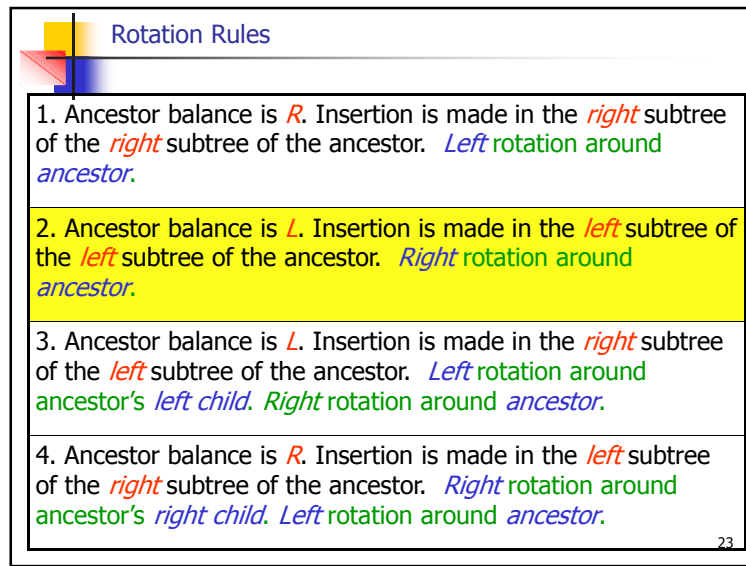 Rotation Rules
1. Ancestor balance is R. Insertion is made in the right subtree
of the right subtree of the ancestor. Left rotation around
ancestor.
2. Ancestor balance is L. Insertion is made in the left subtree of
the left subtree of the ancestor. Right rotation around
ancestor.
3. Ancestor balance is L. Insertion is made in the right subtree
of the left subtree of the ancestor. Left rotation around
ancestor’s left child. Right rotation around ancestor.
4. Ancestor balance is R. Insertion is made in the left subtree
of the right subtree of the ancestor. Right rotation around
ancestor’s right child. Left rotation around ancestor.
23